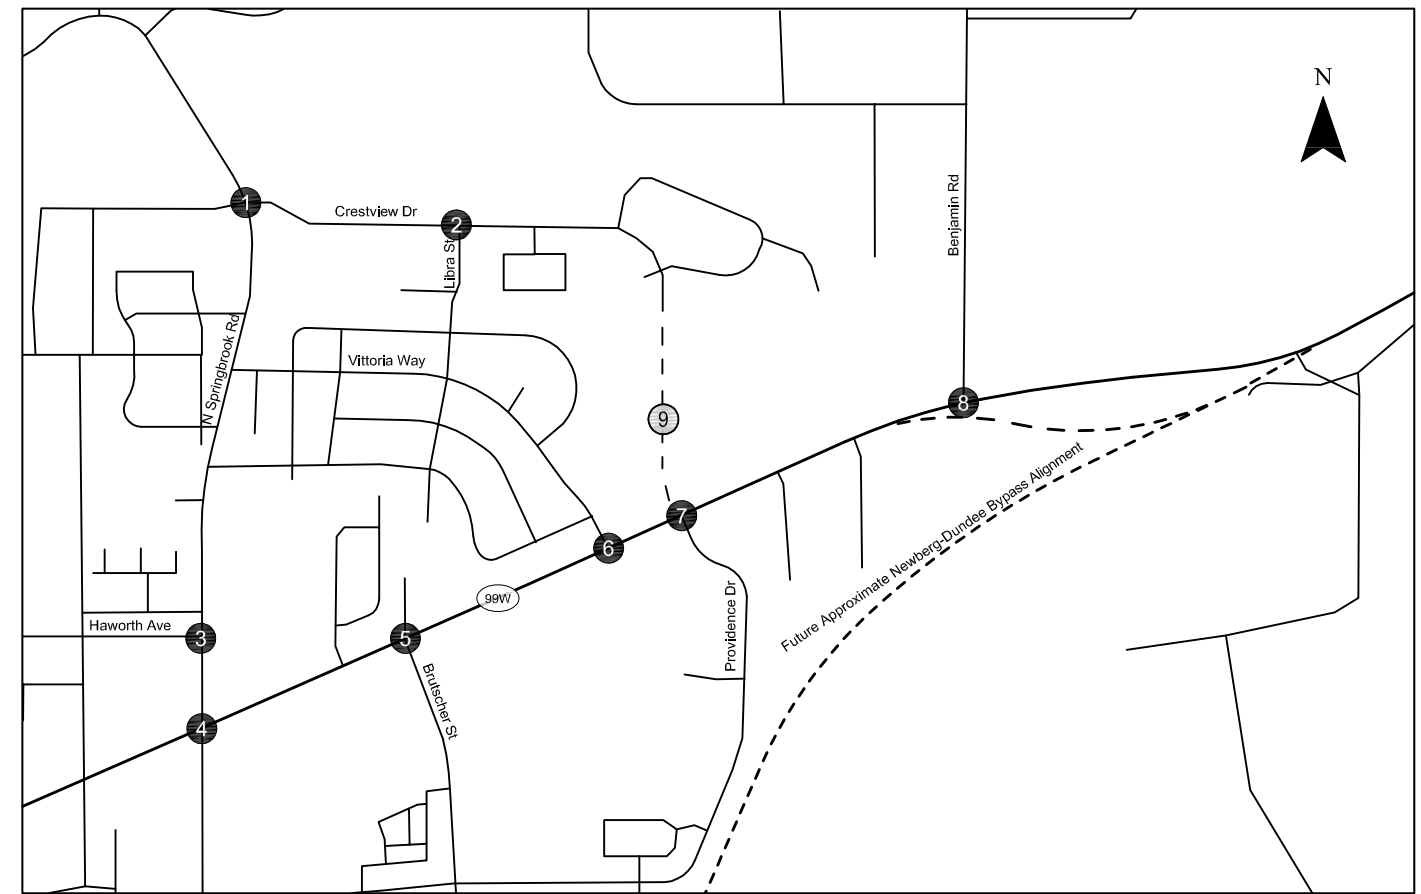 N
1
Crestview Dr
2
Benjamin Rd
Libra St
N Springbrook Rd
Vittoria Way
8
9
Future Approximate Newberg-Dundee Bypass Alignment
7
6
99W
Providence Dr
Haworth Ave
3
5
Brutscher St
4